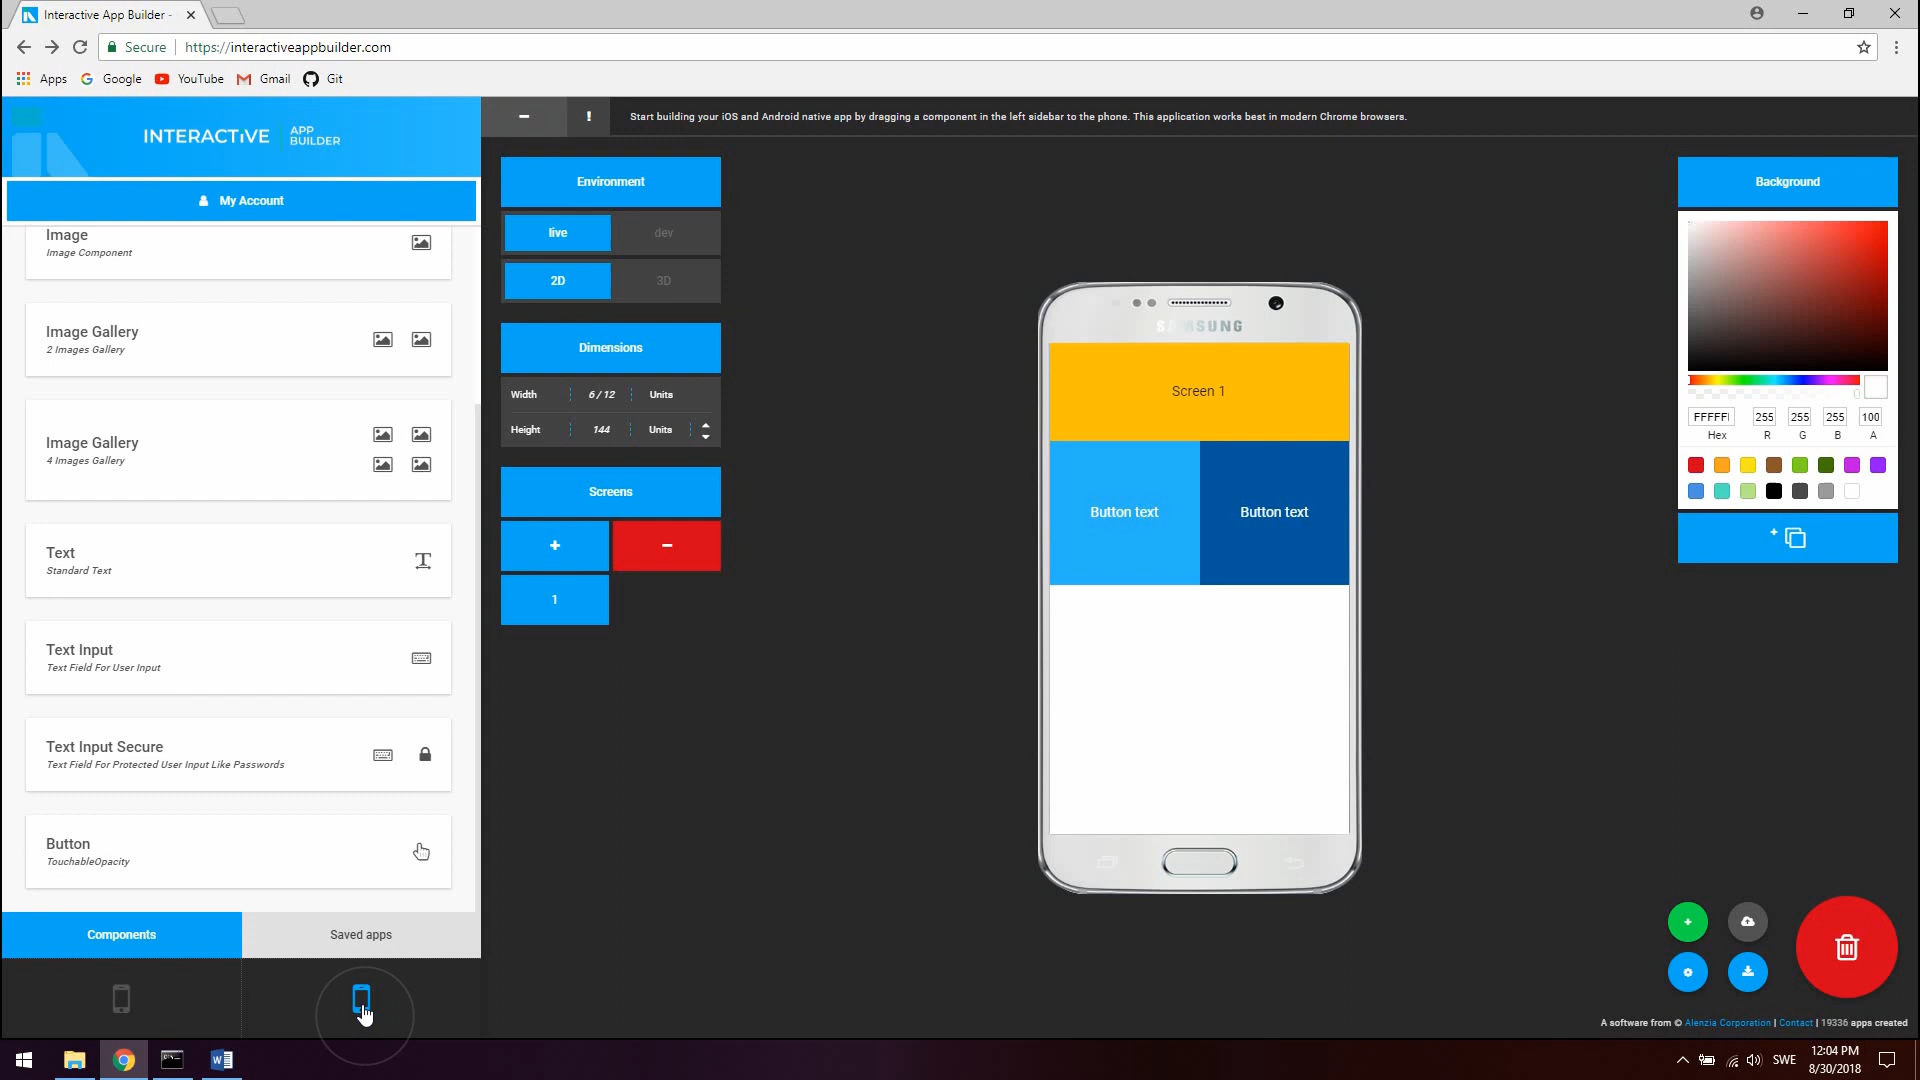 Interactive App Builder -
Secure
https://interactiveappbuilder.com
Apps
Google
YouTube
Gmail
Git
INTERACTiVE
APP
BUILDER
My Account
Image
Image Component
Image Gallery
2 Images Gallery
Image Gallery
4 Images Gallery
Text
Standard Text
Text Input
Text Field For User Input
Text Input Secure
Text Field For Protected User Input Like Passwords
Button
TouchableOpacity
Components
Saved apps
!
Start building your iOS and Android native app by dragging a component in the left sidebar to the phone. This application works best in modern Chrome browsers.
Environment
live
dev
2D
3D
Dimensions
Width 6 / 12 Units
Height 144 Units
Screens
+
−
1
SAMSUNG
Screen 1
Button text
Button text
Background
FFFFFF 255 255 255 100
Hex R G B A
A software from © Alenzia Corporation | Contact | 19336 apps created
SWE
12:04 PM
8/30/2018